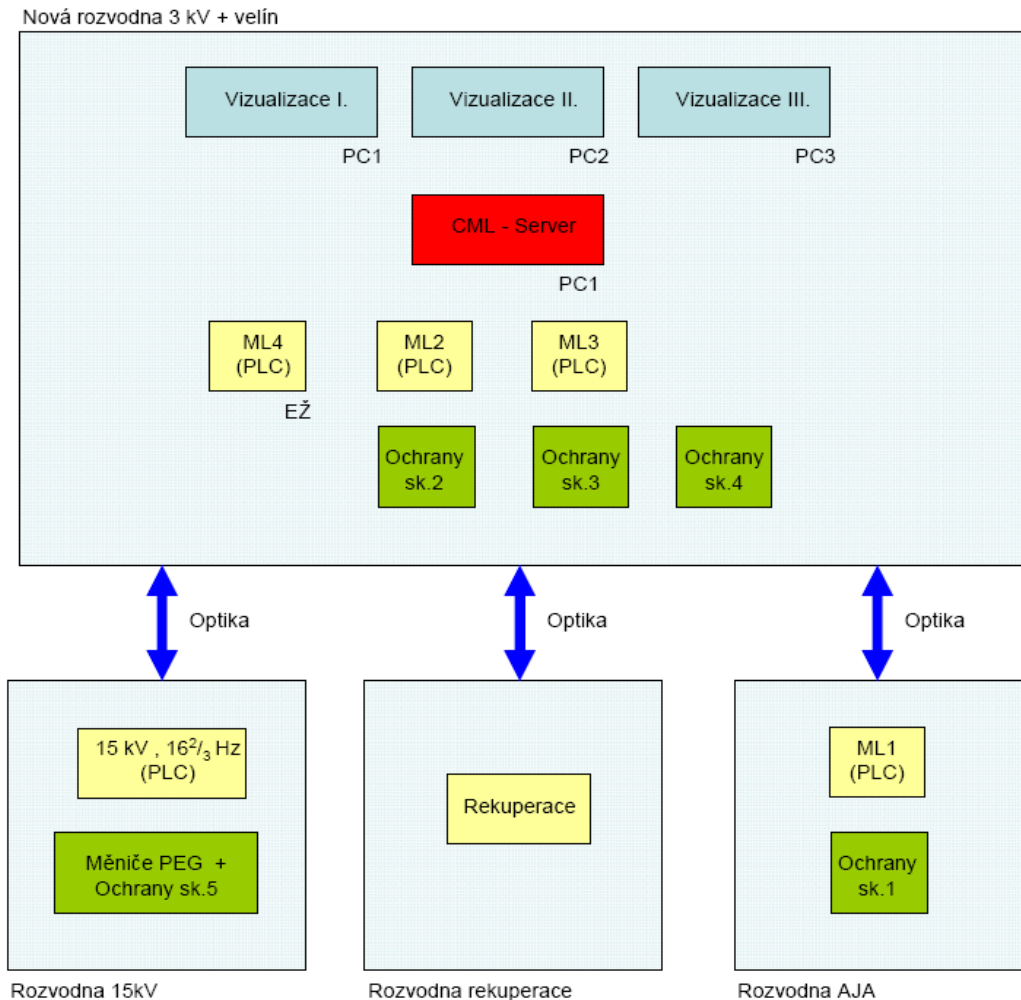 Nová rozvodna 3 kV + velín
Vizualizace I.
Vizualizace II.
Vizualizace III.
PC1
PC2
PC3
CML - Server
PC1
ML4
(PLC)
ML2
(PLC)
ML3
(PLC)
EŽ
Ochrany
sk.2
Ochrany
sk.3
Ochrany
sk.4
Optika
Optika
Optika
15 kV , 16²/₃ Hz
(PLC)
Měniče PEG +
Ochrany sk.5
Rekuperace
ML1
(PLC)
Ochrany
sk.1
Rozvodna 15kV
Rozvodna rekuperace
Rozvodna AJA